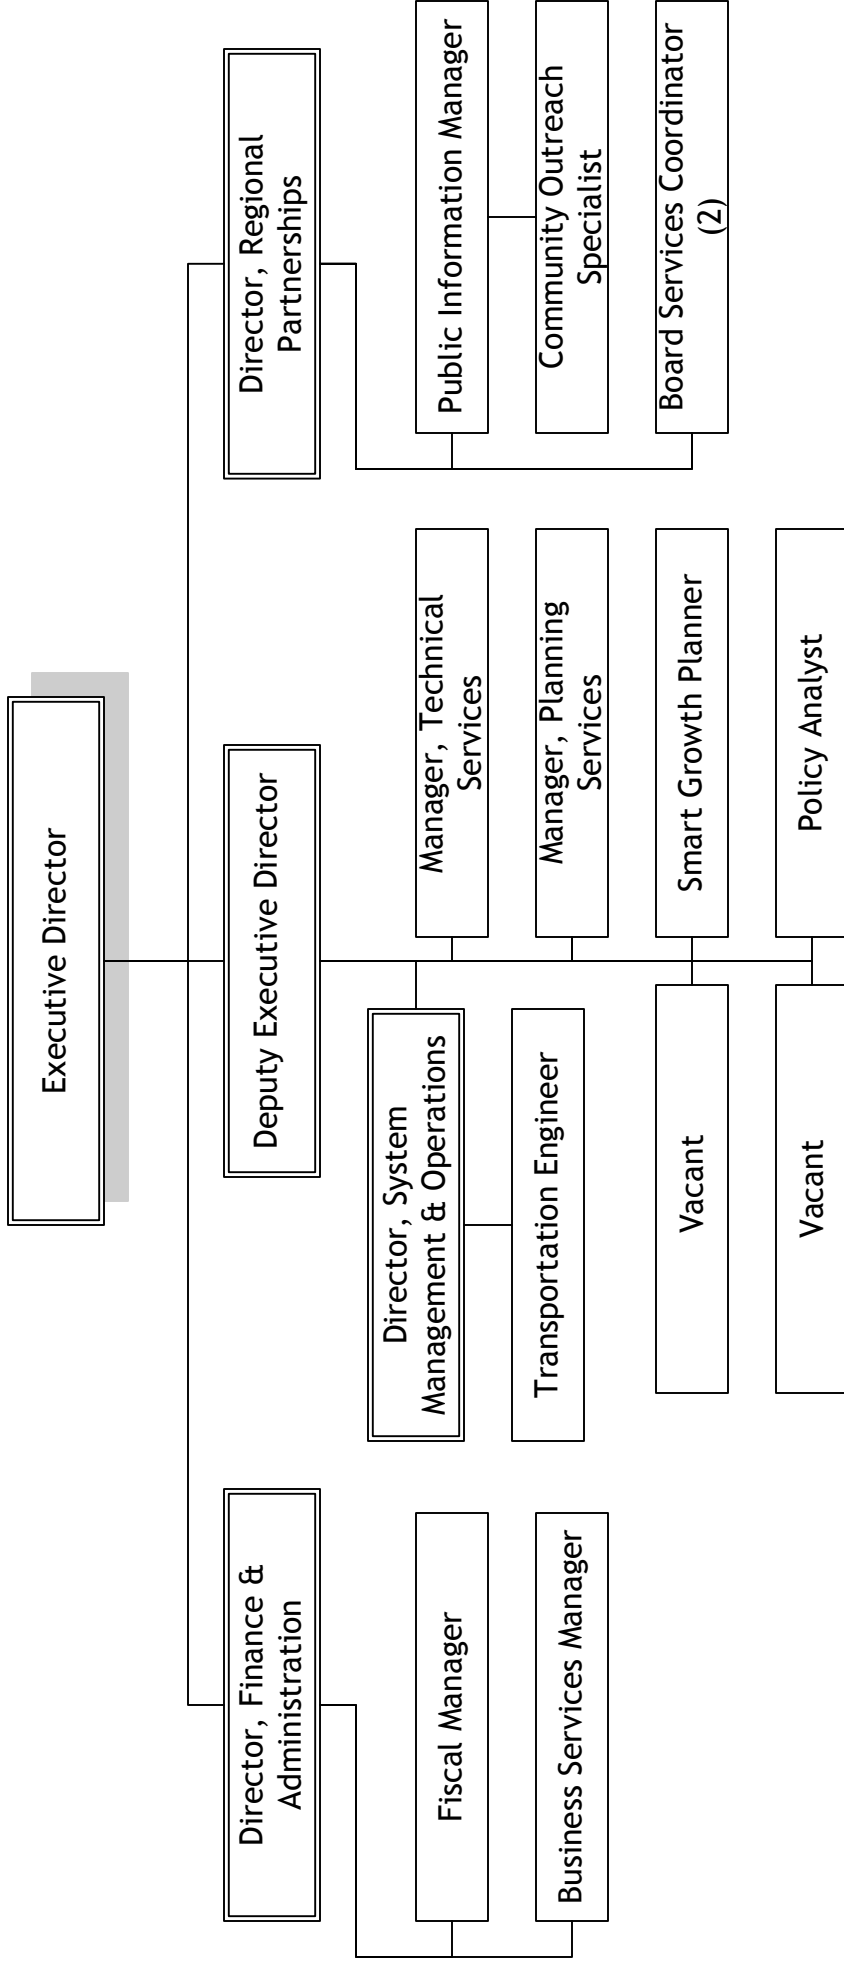 Executive Director
Director, Finance &
Administration
Deputy Executive Director
Director, Regional
Partnerships
Fiscal Manager
Business Services Manager
Director, System
Management & Operations
Transportation Engineer
Vacant
Vacant
Manager, Technical
Services
Manager, Planning
Services
Smart Growth Planner
Policy Analyst
Public Information Manager
Community Outreach
Specialist
Board Services Coordinator
(2)